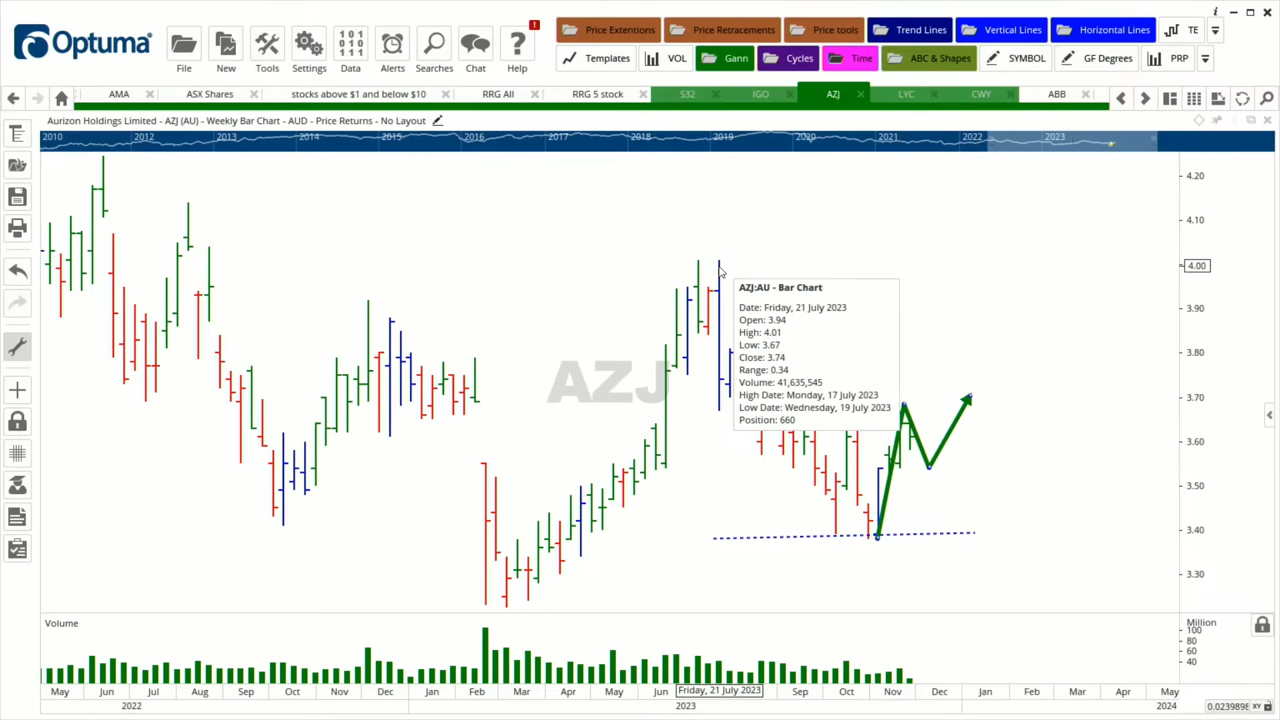 i
Optuma
File
New
Tools
Settings
101
010
101
Data
Alerts
Searches
Chat
?
!
Help
Price Extentions
Price Retracements
Price tools
Trend Lines
Vertical Lines
Horizontal Lines
TE
Templates
VOL
Gann
Cycles
Time
ABC & Shapes
SYMBOL
GF Degrees
PRP
AMA
ASX Shares
stocks above $1 and below $10
RRG All
RRG 5 stock
S32
IGO
AZJ
LYC
CWY
ABB
Aurizon Holdings Limited - AZJ (AU) - Weekly Bar Chart - AUD - Price Returns - No Layout
2010 2012 2013 2014 2015 2016 2017 2018 2019 2020 2021 2022 2023
4.20
4.10
4.00
3.90
3.80
3.70
3.60
3.50
3.40
3.30
AZJ
AZJ:AU - Bar Chart
Date: Friday, 21 July 2023
Open: 3.94
High: 4.01
Low: 3.67
Close: 3.74
Range: 0.34
Volume: 41,635,545
High Date: Monday, 17 July 2023
Low Date: Wednesday, 19 July 2023
Position: 660
Volume
Million
100
80
60
40
May Jun Jul Aug Sep Oct Nov Dec Jan Feb Mar Apr May Jun Friday, 21 July 2023 Sep Oct Nov Dec Jan Feb Mar Apr May
2022 2023 2024
0.023989 XY